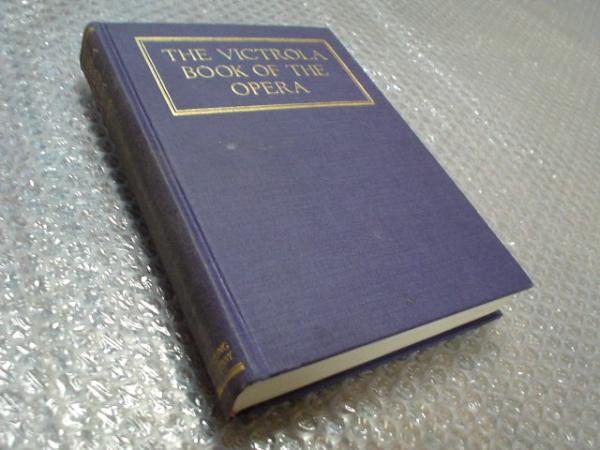 THE VICTROLA
BOOK OF THE
OPERA